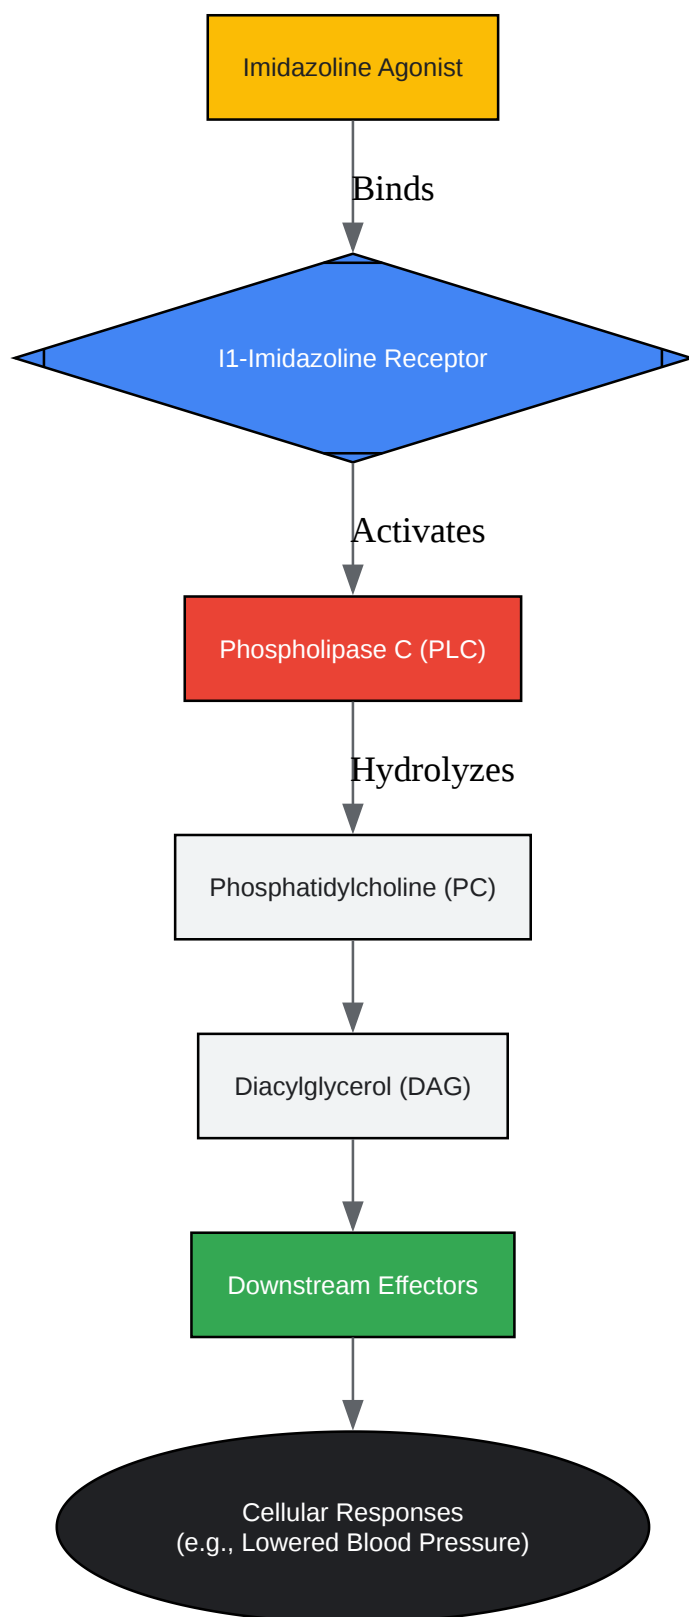 Imidazoline Agonist
Binds
I1-Imidazoline Receptor
Activates
Phospholipase C (PLC)
Hydrolyzes
Phosphatidylcholine (PC)
Diacylglycerol (DAG)
Downstream Effectors
Cellular Responses
(e.g., Lowered Blood Pressure)